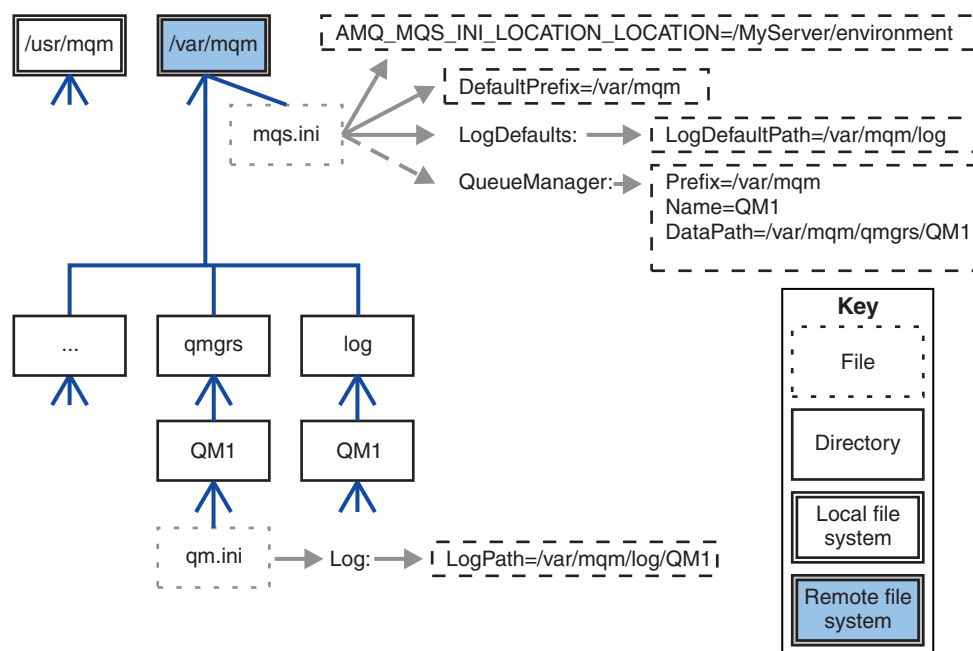 /usr/mqm
/var/mqm
AMQ_MQS_INI_LOCATION_LOCATION=/MyServer/environment
DefaultPrefix=/var/mqm
mqs.ini
LogDefaults:
LogDefaultPath=/var/mqm/log
QueueManager:
Prefix=/var/mqm
Name=QM1
DataPath=/var/mqm/qmgrs/QM1
...
qmgrs
log
QM1
QM1
qm.ini
Log:
LogPath=/var/mqm/log/QM1
Key
File
Directory
Local file
system
Remote file
system